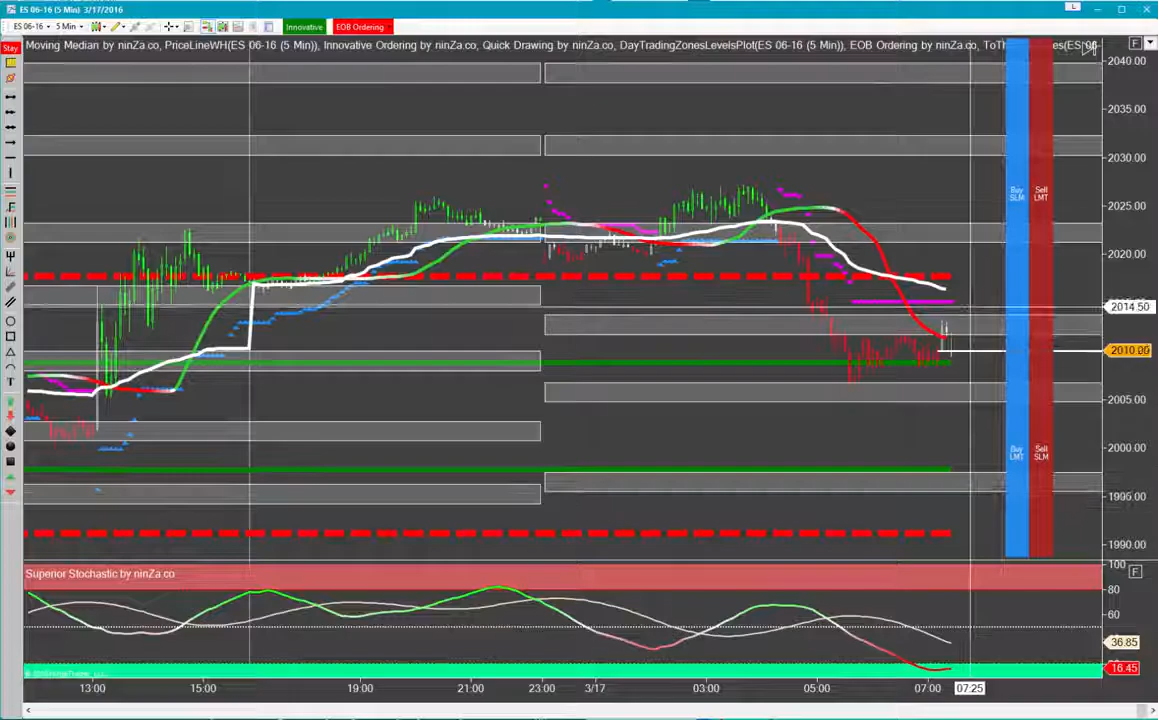 ES 06-16 (5 Min) 3/17/2016
L
ES 06-16 5 Min Innovative EOB Ordering
Stay
Moving Median by ninZa.co, PriceLineWH(ES 06-16 (5 Min)), Innovative Ordering by ninZa.co, Quick Drawing by ninZa.co, DayTradingZonesLevelsPlot(ES 06-16 (5 Min)), EOB Ordering by ninZa.co,
F
2040.00
2035.00
2030.00
2025.00
2020.00
2014.50
2010.00
2005.00
2000.00
1995.00
1990.00
Buy SLM
Sell LMT
Buy LMT
Sell SLM
F
T
Superior Stochastic by ninZa.co
F
100
80
60
36.85
16.45
13:00 15:00 19:00 21:00 23:00 3/17 03:00 05:00 07:00 07:25